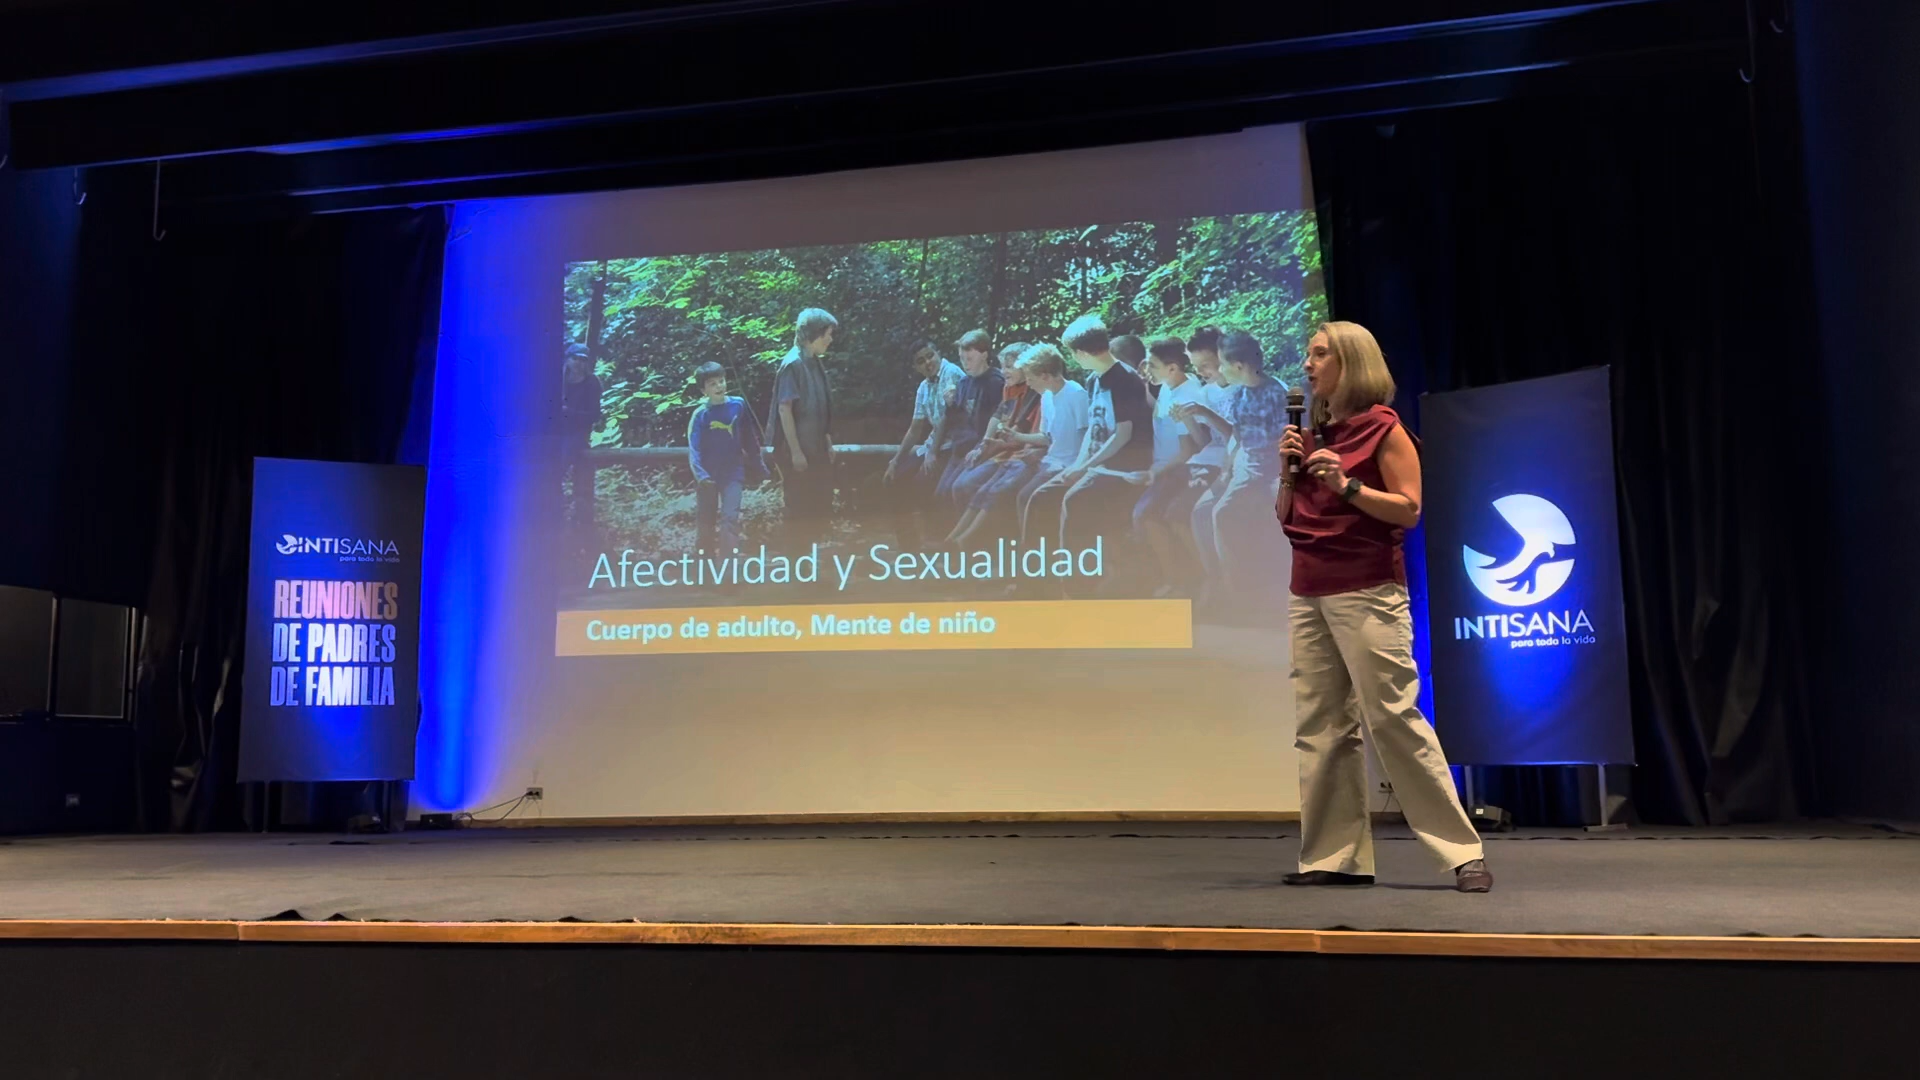 INTISANA
para toda la vida
REUNIONES
DE PADRES
DE FAMILIA
Afectividad y Sexualidad
Cuerpo de adulto, Mente de niño
INTISANA
para toda la vida